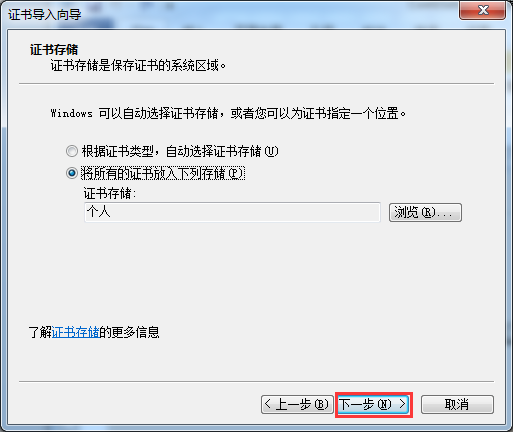 证书导入向导
证书存储
证书存储是保存证书的系统区域。
Windows 可以自动选择证书存储，或者您可以为证书指定一个位置。
根据证书类型，自动选择证书存储(U)
将所有的证书放入下列存储(P)
证书存储:
个人
浏览(R)...
了解证书存储的更多信息
< 上一步(B)
下一步(N) >
取消